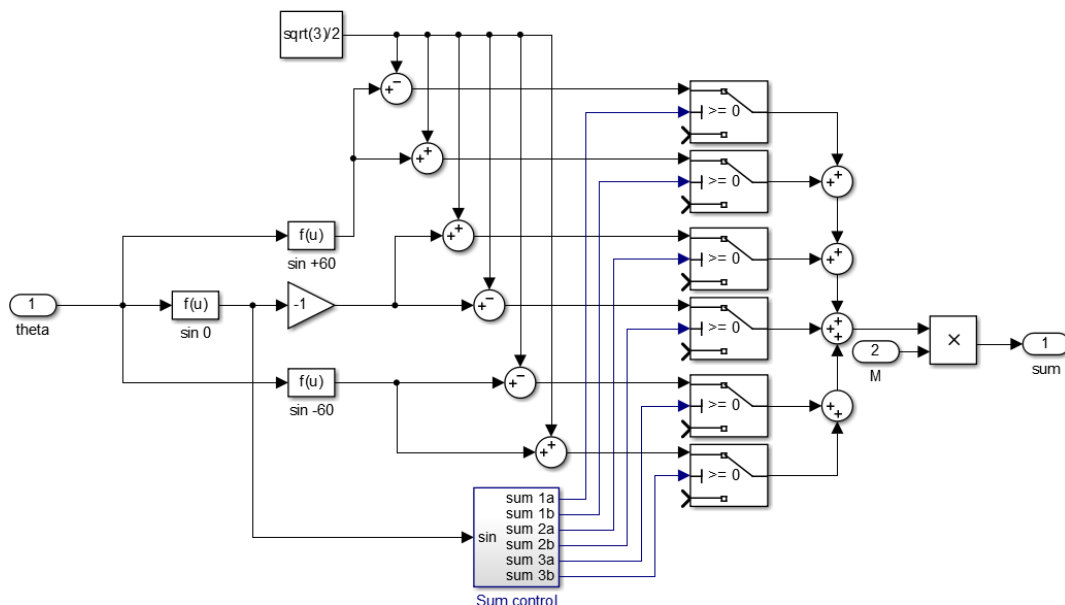 sqrt(3)/2
−
+
>= 0
+
+
+
+
>= 0
+
+
f(u)
sin +60
+
+
>= 0
+
+
1
theta
f(u)
sin 0
-1
−
+
>= 0
+
+
+
2
M
×
1
sum
f(u)
sin -60
−
+
>= 0
+
+
+
+
>= 0
sin
sum 1a
sum 1b
sum 2a
sum 2b
sum 3a
sum 3b
Sum control